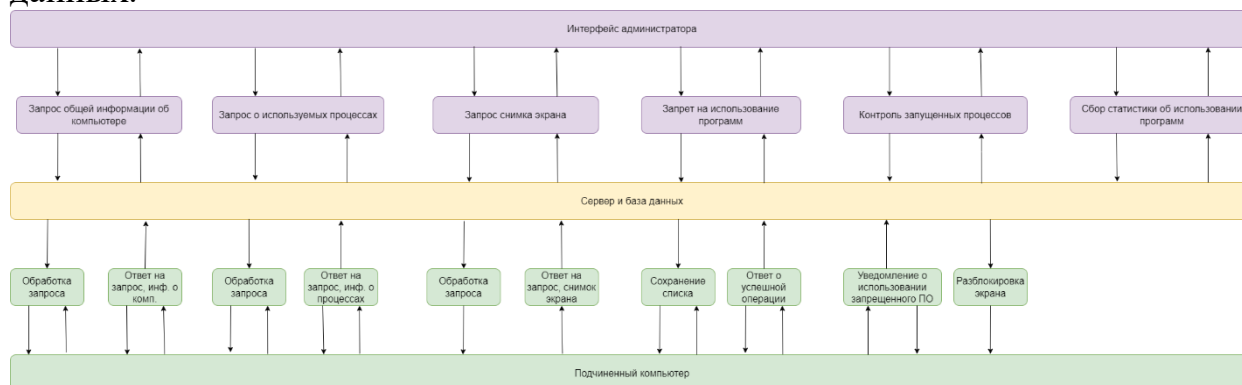 данных.
Интерфейс администратора
Запрос общей информации об
компьютере
Запрос о используемых процессах
Запрос снимка экрана
Запрет на использование
программ
Контроль запущенных процессов
Сбор статистики об использовании
программ
Сервер и база данных
Обработка
запроса
Ответ на
запрос, инф. о
комп.
Обработка
запроса
Ответ на
запрос, инф. о
процессах
Обработка
запроса
Ответ на
запрос, снимок
экрана
Сохранение
списка
Ответ о
успешной
операции
Уведомление о
использовании
запрещенного ПО
Разблокировка
экрана
Подчиненный компьютер